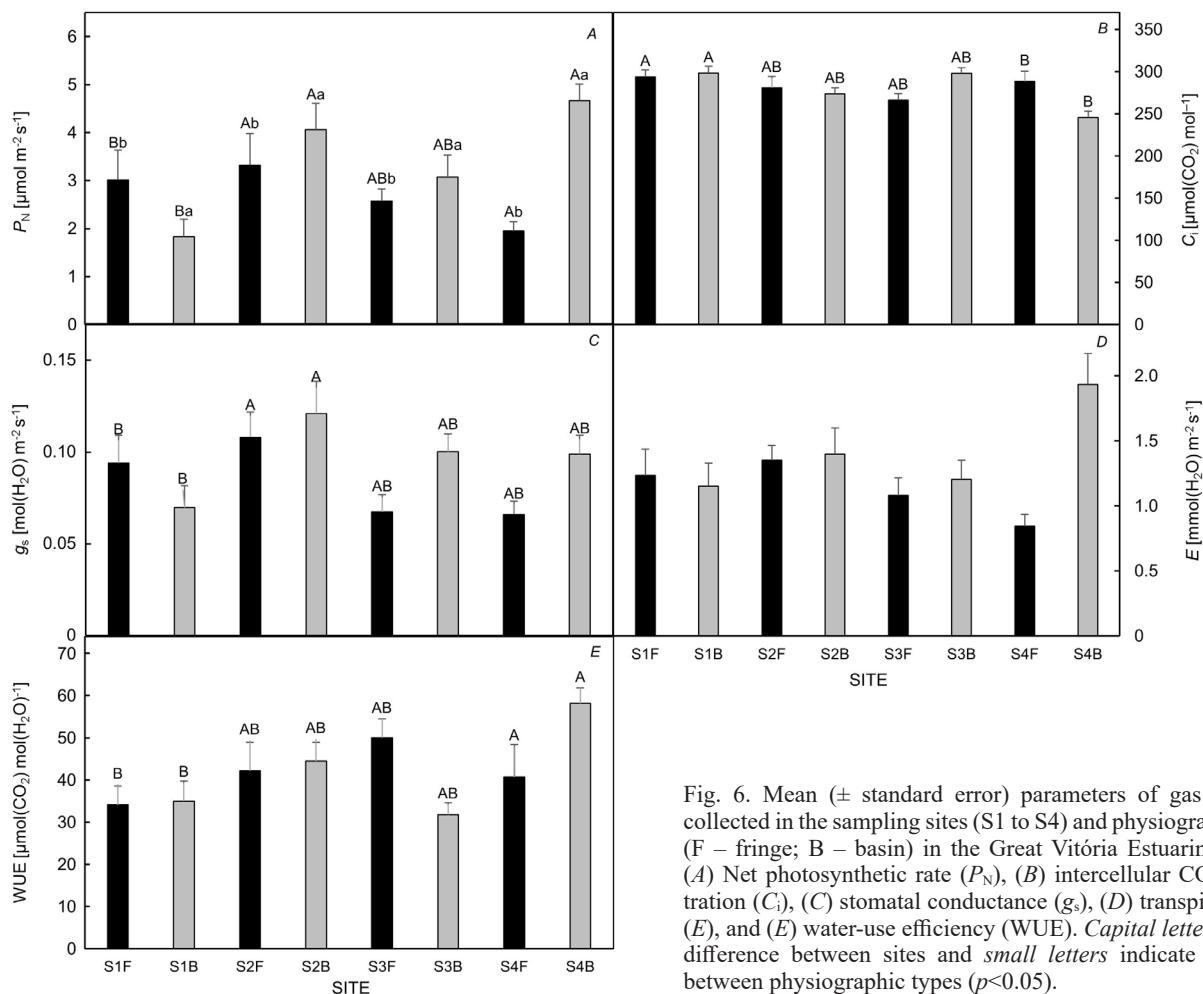 A
6
5
4
3
2
1
0
P_N [µmol m⁻² s⁻¹]
Bb
Ba
Ab
Aa
ABb
ABa
Ab
Aa
B
350
300
250
200
150
100
50
0
C_i [µmol(CO₂) mol⁻¹]
A
A
AB
AB
AB
AB
B
B
C
0.15
0.10
0.05
0
g_s [mol(H₂O) m⁻² s⁻¹]
B
B
A
A
AB
AB
AB
AB
D
2.0
1.5
1.0
0.5
0
E [mmol(H₂O) m⁻² s⁻¹]
S1F S1B S2F S2B S3F S3B S4F S4B
SITE
E
70
60
50
40
30
20
10
0
WUE [µmol(CO₂) mol(H₂O)⁻¹]
B
B
AB
AB
AB
AB
A
A
S1F S1B S2F S2B S3F S3B S4F S4B
SITE
Fig. 6. Mean (± standard error) parameters of gas
collected in the sampling sites (S1 to S4) and physiogra
(F – fringe; B – basin) in the Great Vitória Estuarin
(A) Net photosynthetic rate (P_N), (B) intercellular CO
tration (C_i), (C) stomatal conductance (g_s), (D) transpi
(E), and (E) water-use efficiency (WUE). Capital lette
difference between sites and small letters indicate
between physiographic types (p<0.05).